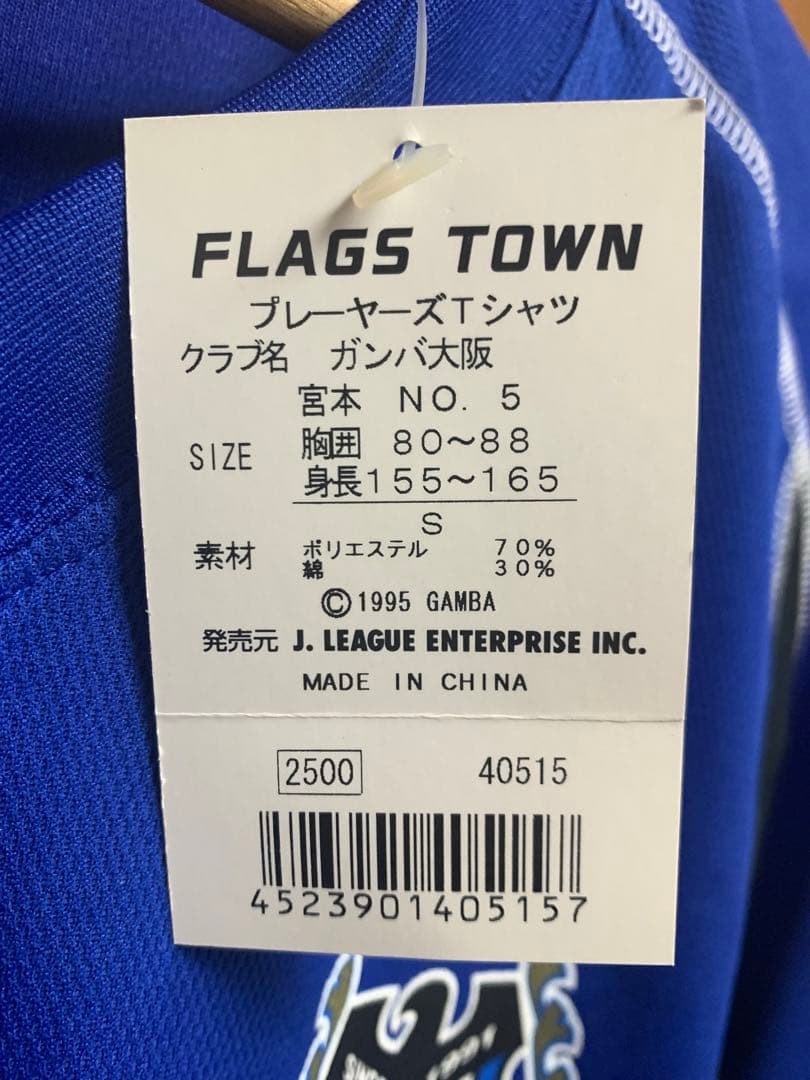 FLAGS TOWN
プレーヤーズTシャツ
クラブ名 ガンバ大阪
宮本 NO. 5
SIZE 胸囲 80～88
身長155～165
S
素材 ポリエステル 70%
綿 30%
©1995 GAMBA
発売元 J. LEAGUE ENTERPRISE INC.
MADE IN CHINA
2500 40515
4523901405157
1991